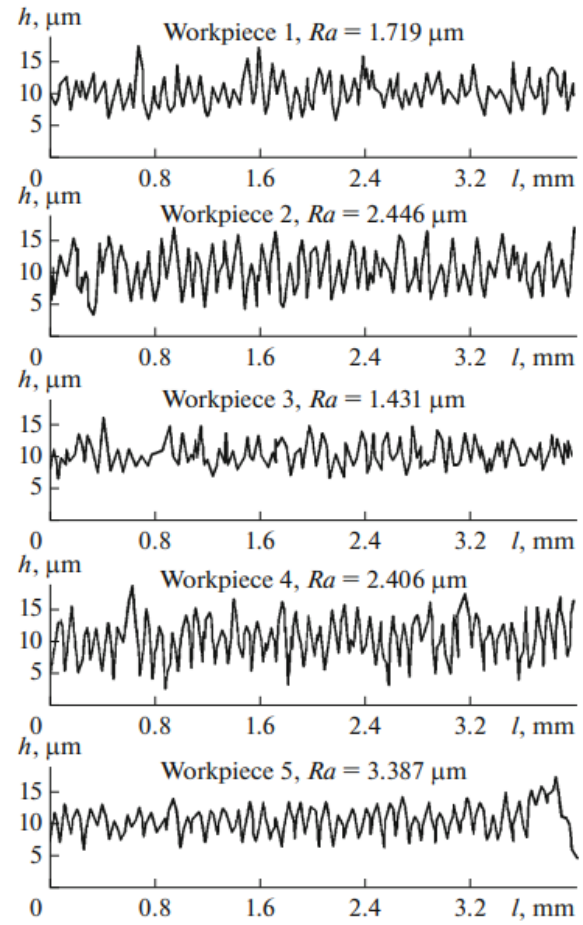 h, μm
Workpiece 1, Ra = 1.719 μm
15
10
5
0 0.8 1.6 2.4 3.2 l, mm
h, μm
Workpiece 2, Ra = 2.446 μm
15
10
5
0 0.8 1.6 2.4 3.2 l, mm
h, μm
Workpiece 3, Ra = 1.431 μm
15
10
5
0 0.8 1.6 2.4 3.2 l, mm
h, μm
Workpiece 4, Ra = 2.406 μm
15
10
5
0 0.8 1.6 2.4 3.2 l, mm
h, μm
Workpiece 5, Ra = 3.387 μm
15
10
5
0 0.8 1.6 2.4 3.2 l, mm